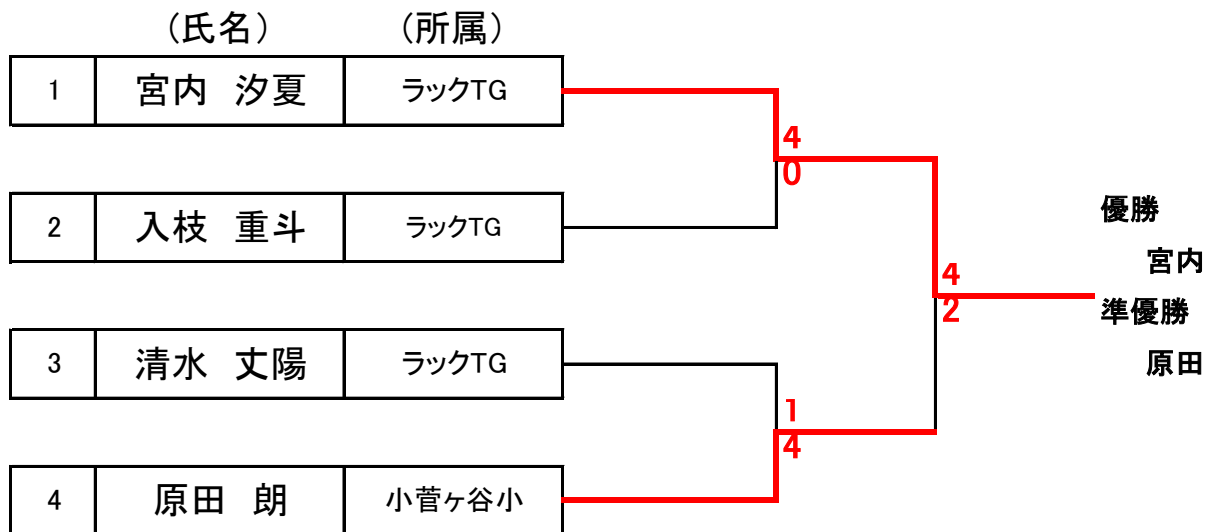 （氏名） （所属）
1 宮内 汐夏 ラックTG
4
0
2 入枝 重斗 ラックTG
優勝
宮内
4
2
準優勝
3 清水 丈陽 ラックTG
原田
1
4
4 原田 朗 小菅ヶ谷小